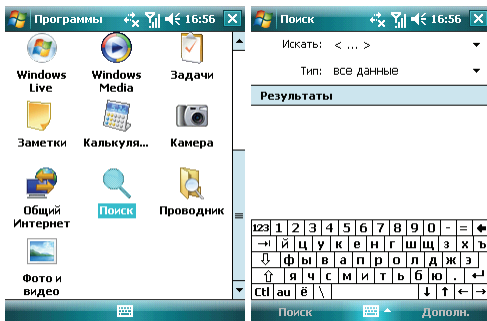 Программы 16:56
Windows Live
Windows Media
Задачи
Заметки
Калькуля...
Камера
Общий Интернет
Поиск
Проводник
Фото и видео
Поиск 16:56
Искать: < ... >
Тип: все данные
Результаты
123 1 2 3 4 5 6 7 8 9 0 - =
й ц у к е н г ш щ з х ъ
ф ы в а п р о л д ж э
я ч с м и т ь б ю .
Ctl аu ё \
Поиск Дополн.